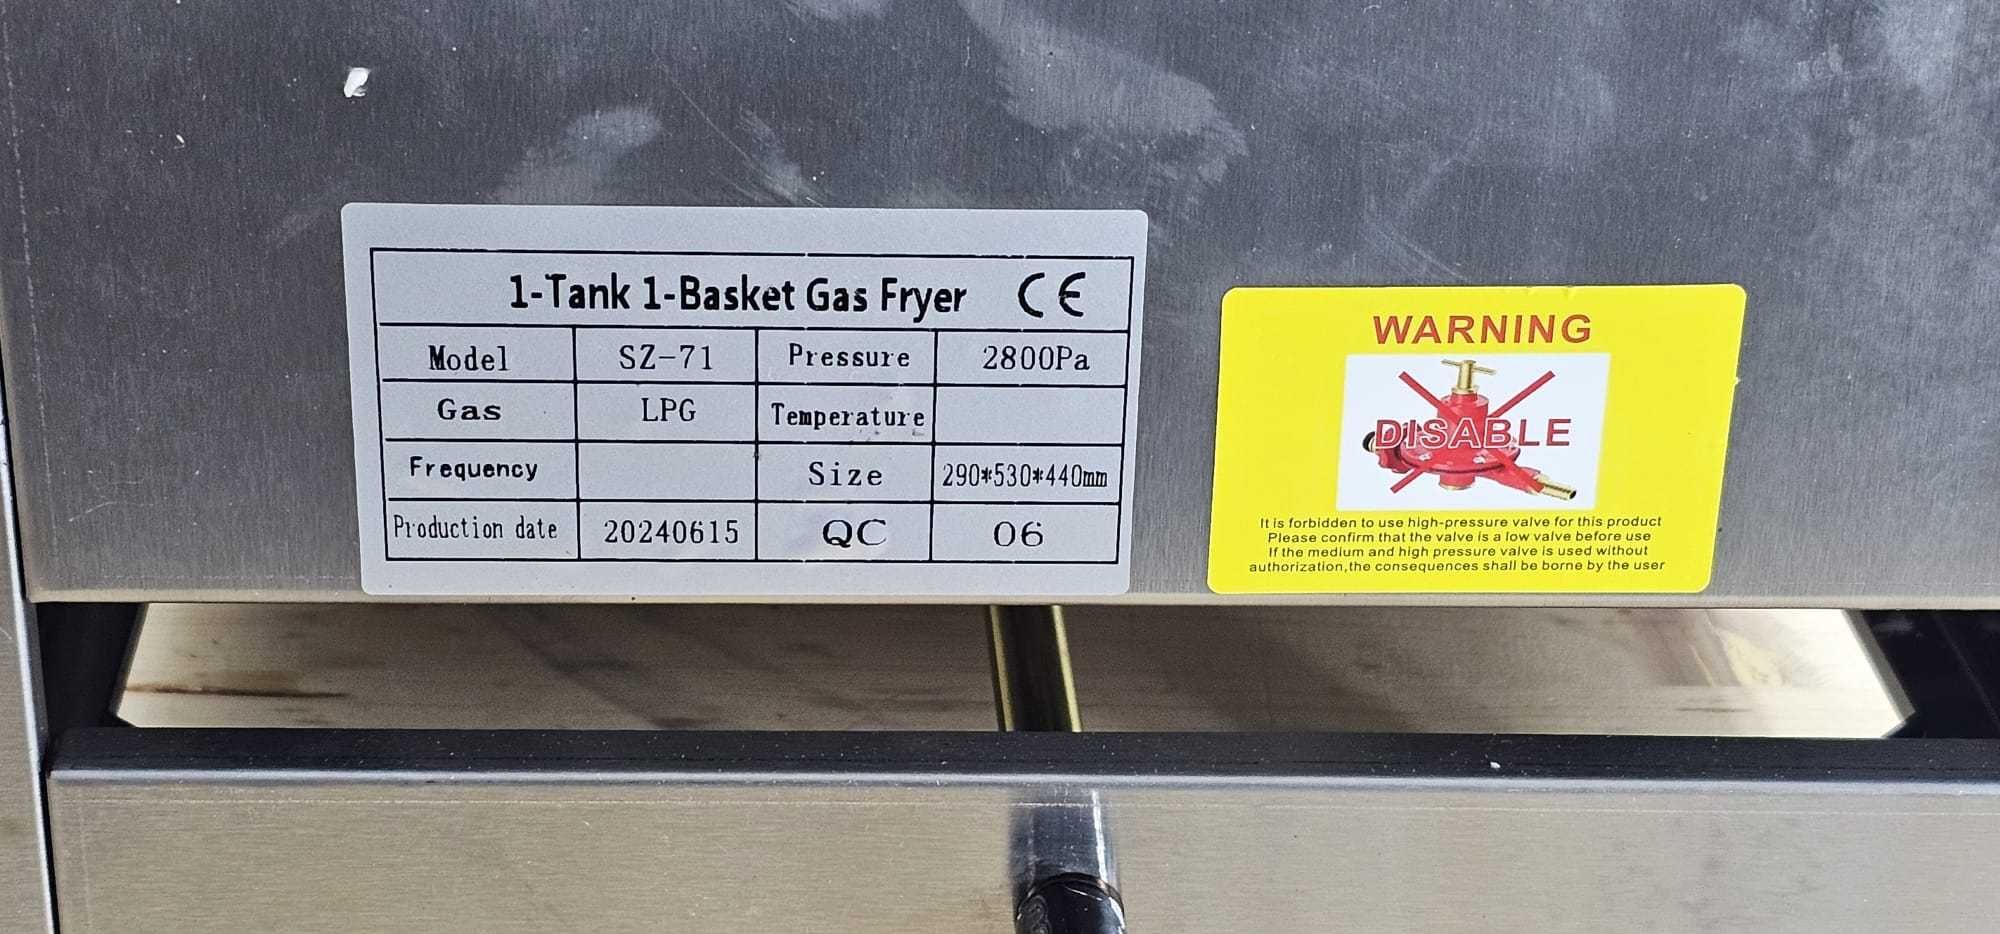 1-Tank 1-Basket Gas Fryer CE
Model SZ-71 Pressure 2800Pa
Gas LPG Temperature
Frequency Size 290*530*440mm
Production date 20240615 QC 06
WARNING
DISABLE
It is forbidden to use high-pressure valve for this product
Please confirm that the valve is a low valve before use
If the medium and high pressure valve is used without
authorization,the consequences shall be borne by the user